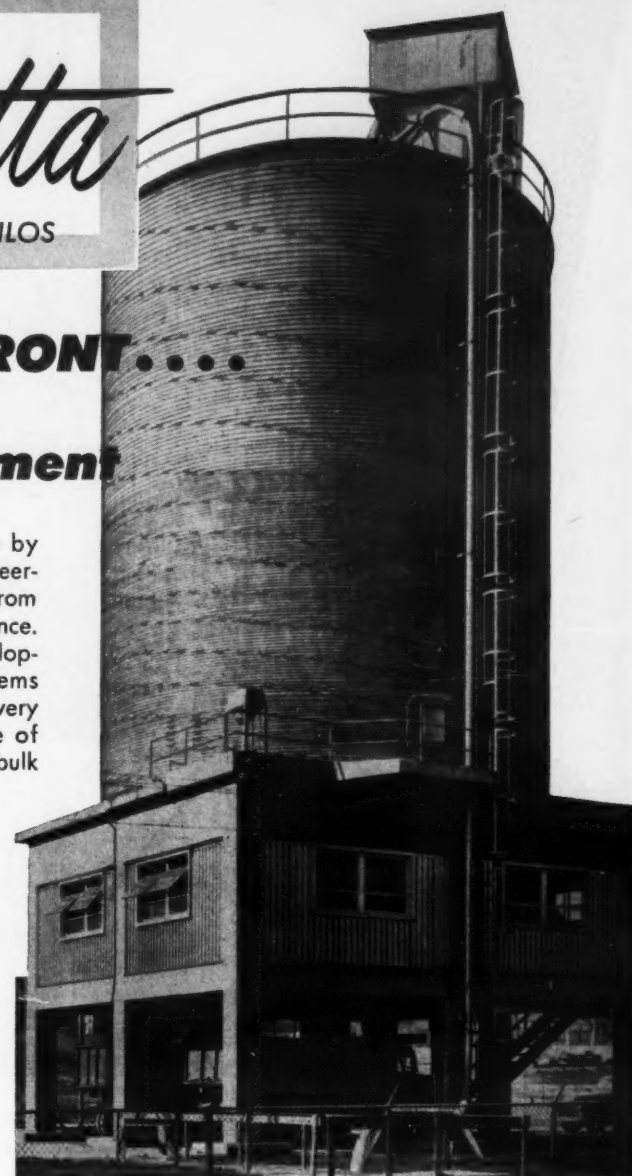 tta
ILOS
RONT....
ment
by
eer-
rom
nce.
lop-
ems
very
e of
bulk